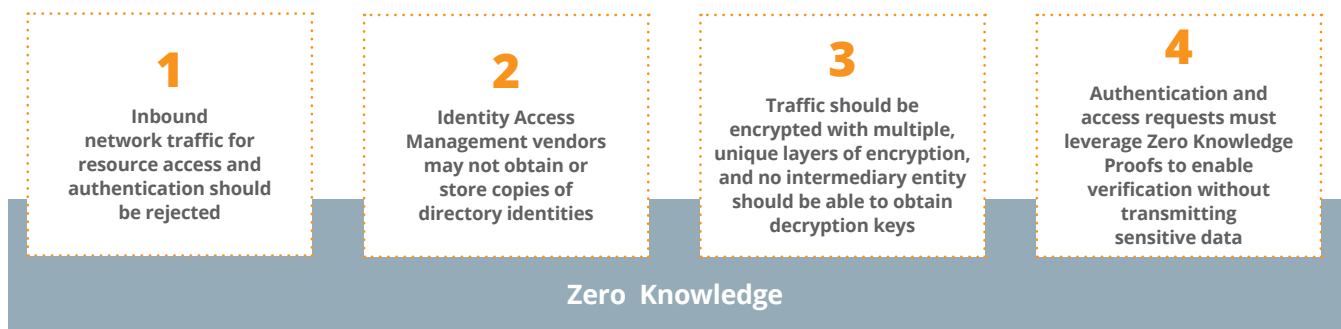 1
Inbound
network traffic for
resource access and
authentication should
be rejected
2
Identity Access
Management vendors
may not obtain or
store copies of
directory identities
3
Traffic should be
encrypted with multiple,
unique layers of encryption,
and no intermediary entity
should be able to obtain
decryption keys
4
Authentication and
access requests must
leverage Zero Knowledge
Proofs to enable
verification without
transmitting
sensitive data
Zero Knowledge